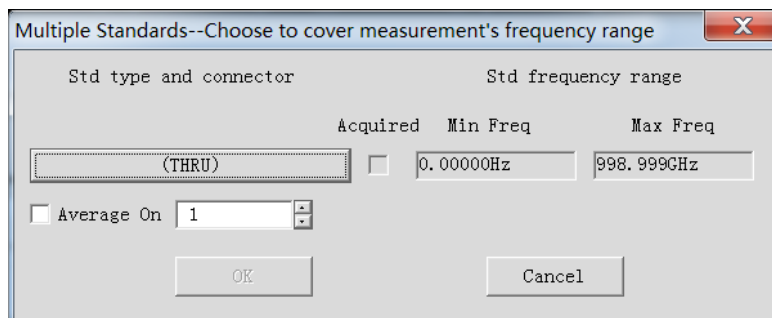 Multiple Standards--Choose to cover measurement's frequency range
Std type and connector Std frequency range
Acquired Min Freq Max Freq
(THRU) 0.00000Hz 998.999GHz
Average On 1
OK Cancel